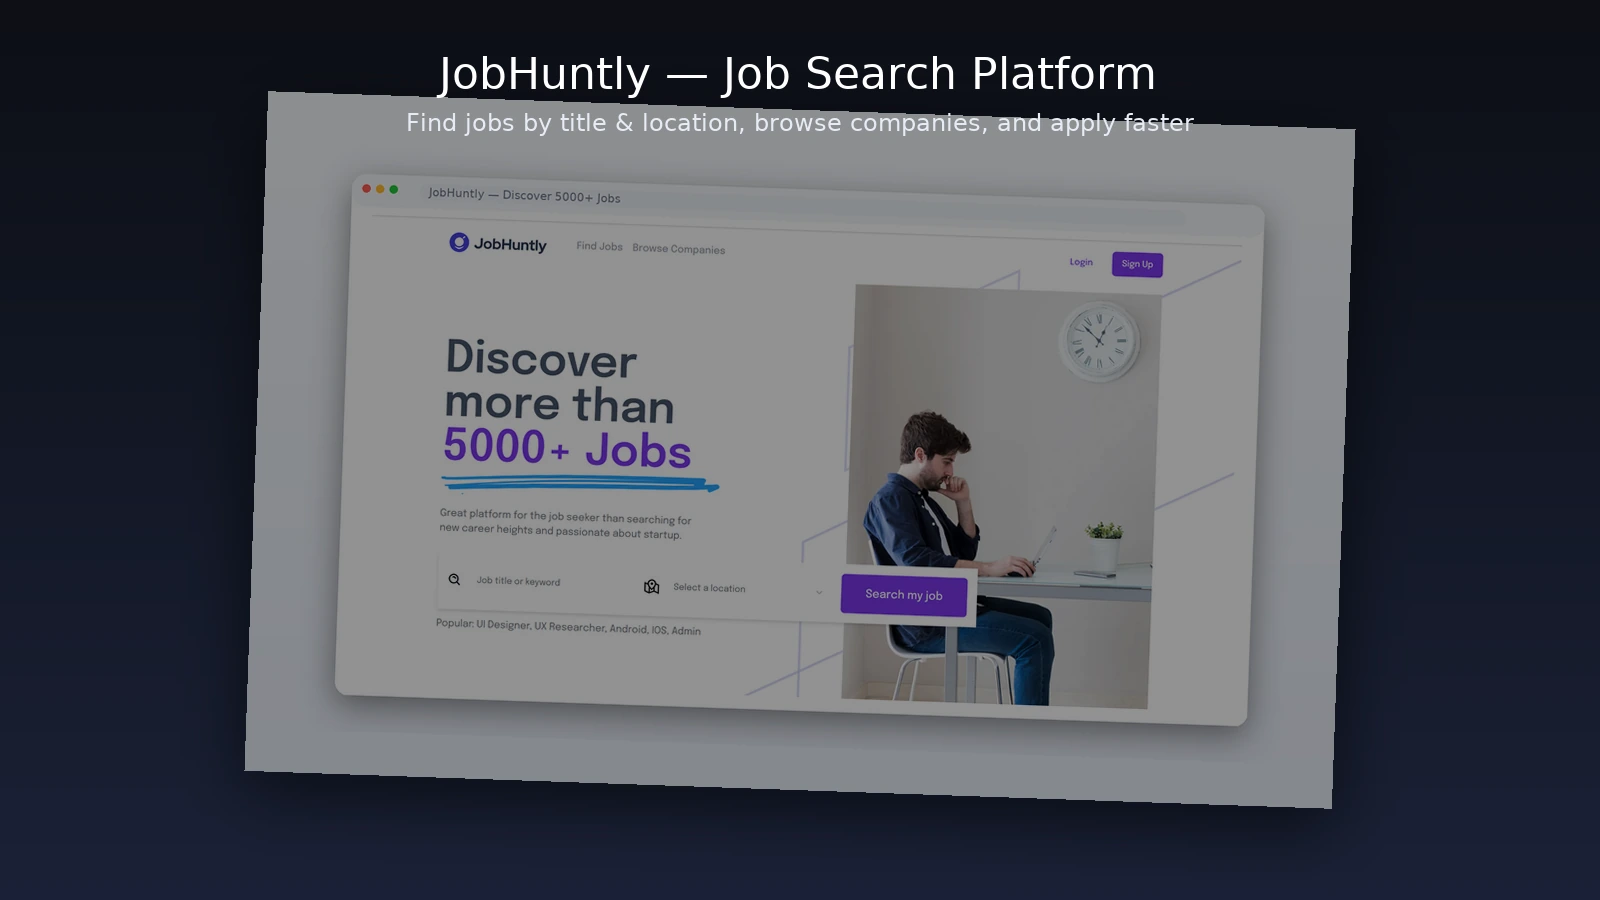 JobHuntly — Job Search Platform
Find jobs by title & location, browse companies, and apply faster
JobHuntly — Discover 5000+ Jobs
JobHuntly
Find Jobs
Browse Companies
Login
Sign Up
Discover
more than
5000+ Jobs
Great platform for the job seeker than searching for
new career heights and passionate about startup.
Job title or keyword
Select a location
Search my job
Popular: UI Designer, UX Researcher, Android, IOS, Admin